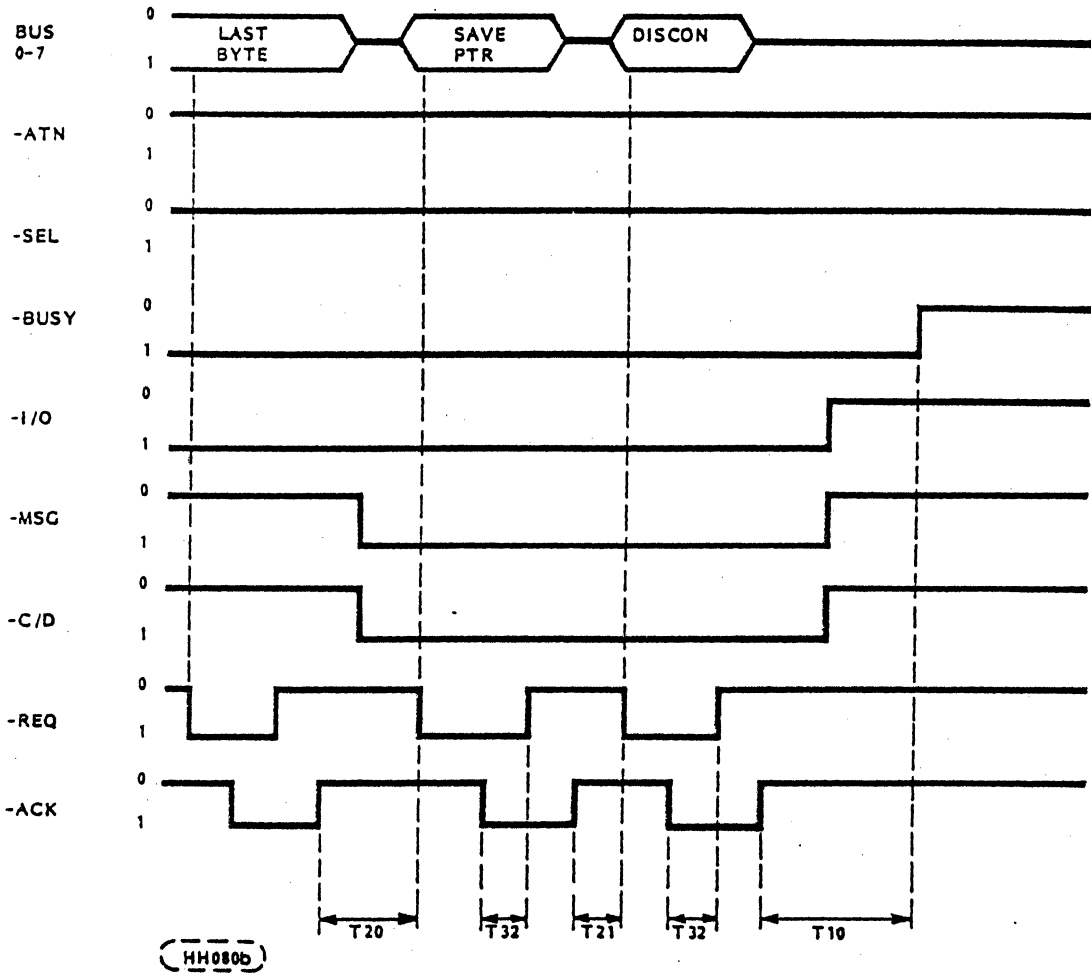 BUS
0-7
0
1
LAST
BYTE
SAVE
PTR
DISCON
-ATN
0
1
-SEL
0
1
-BUSY
0
1
-I/O
0
1
-MSG
0
1
-C/D
0
1
-REQ
0
1
-ACK
0
1
T20
T32
T21
T32
T10
HH080b